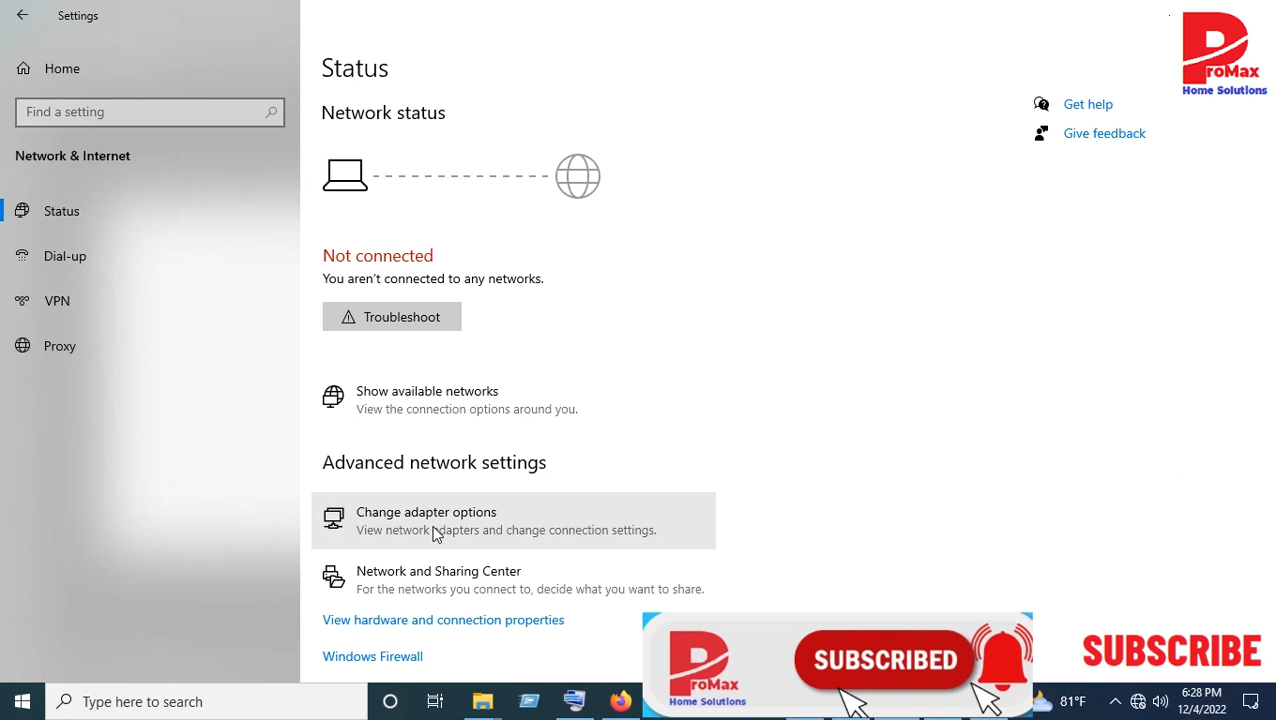 Settings
Home
Find a setting
Network & Internet
Status
Dial-up
VPN
Proxy
Status
Network status
Not connected
You aren't connected to any networks.
Troubleshoot
Show available networks
View the connection options around you.
Advanced network settings
Change adapter options
View network adapters and change connection settings.
Network and Sharing Center
For the networks you connect to, decide what you want to share.
View hardware and connection properties
Windows Firewall
Get help
Give feedback
ProMax
Home Solutions
ProMax
Home Solutions
SUBSCRIBED
SUBSCRIBE
Type here to search
81°F
6:28 PM
12/4/2022